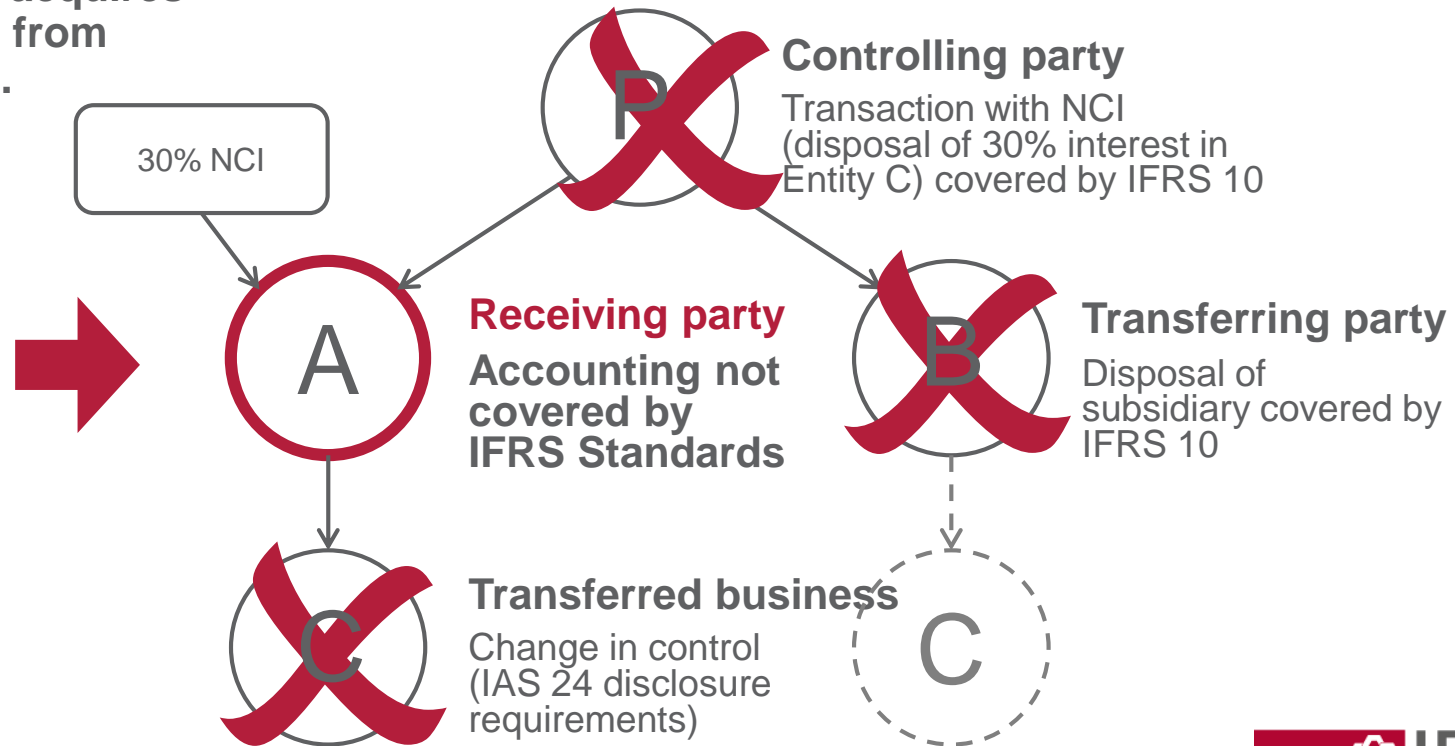 from
.
P
Controlling party
Transaction with NCI
(disposal of 30% interest in
Entity C) covered by IFRS 10
30% NCI
A
Receiving party
Accounting not
covered by
IFRS Standards
B
Transferring party
Disposal of
subsidiary covered by
IFRS 10
C
Transferred business
Change in control
(IAS 24 disclosure
requirements)
C